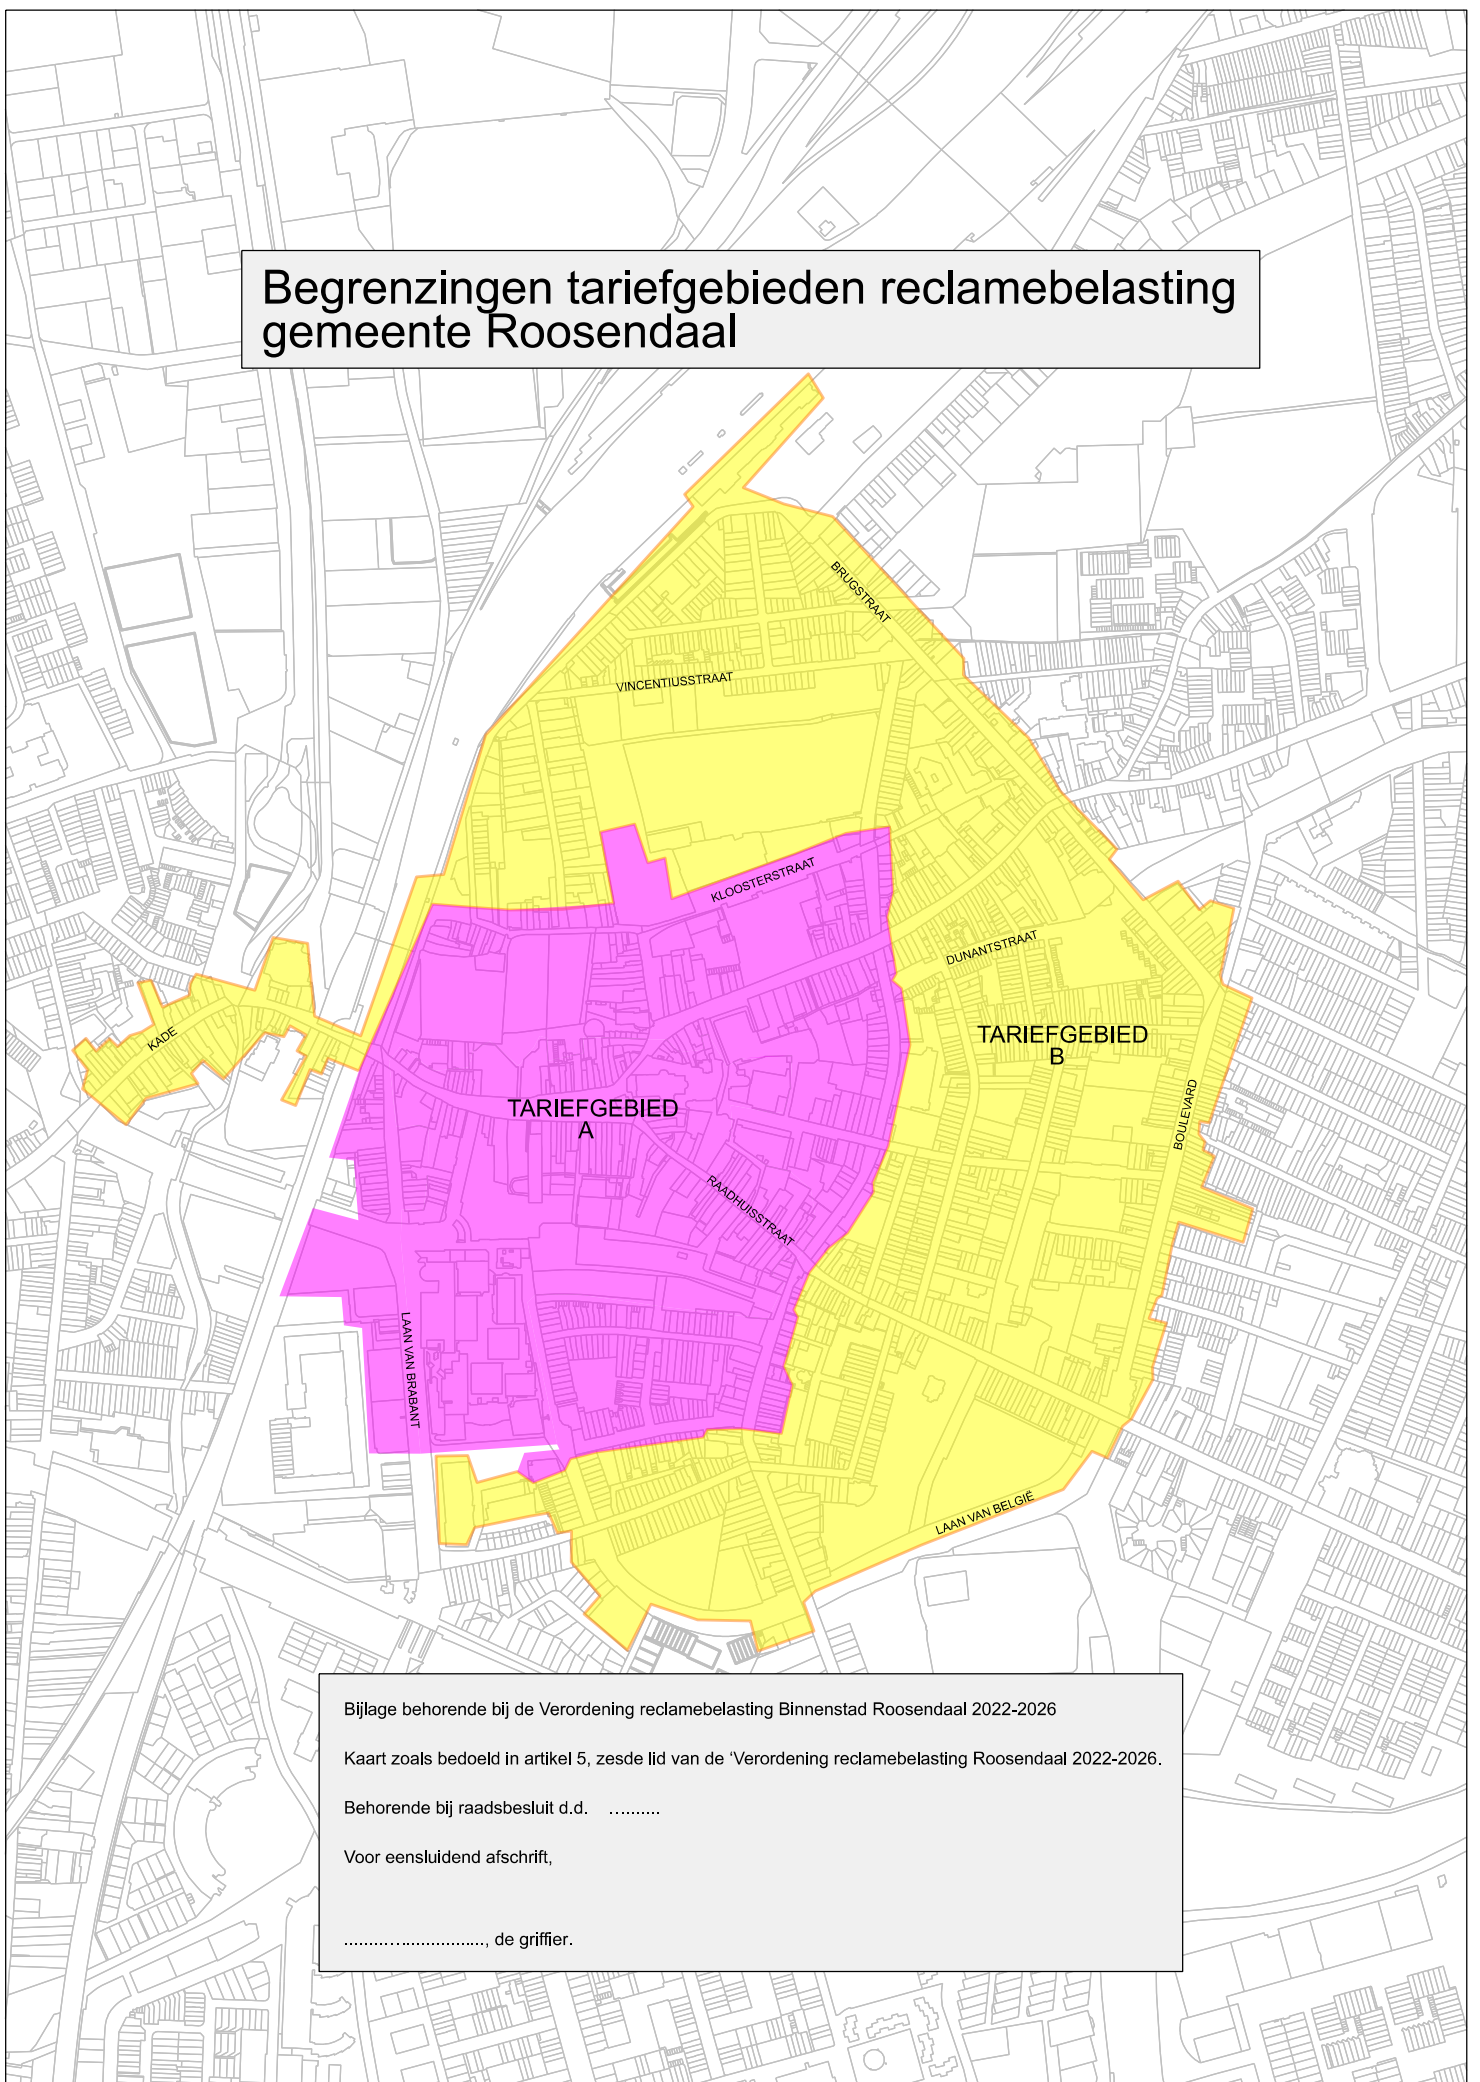 Begrenzingen tariefgebieden reclamebelasting
gemeente Roosendaal
BRUGSTRAAT
VINCENTIUSSTRAAT
KLOOSTERSTRAAT
DUNANTSTRAAT
KADE
TARIEFGEBIED
B
TARIEFGEBIED
A
BOULEVARD
RAADHUISSTRAAT
LAAN VAN BRABANT
LAAN VAN BELGIË
Bijlage behorende bij de Verordening reclamebelasting Binnenstad Roosendaal 2022-2026
Kaart zoals bedoeld in artikel 5, zesde lid van de ‘Verordening reclamebelasting Roosendaal 2022-2026.
Behorende bij raadsbesluit d.d. ..........
Voor eensluidend afschrift,
............................., de griffier.